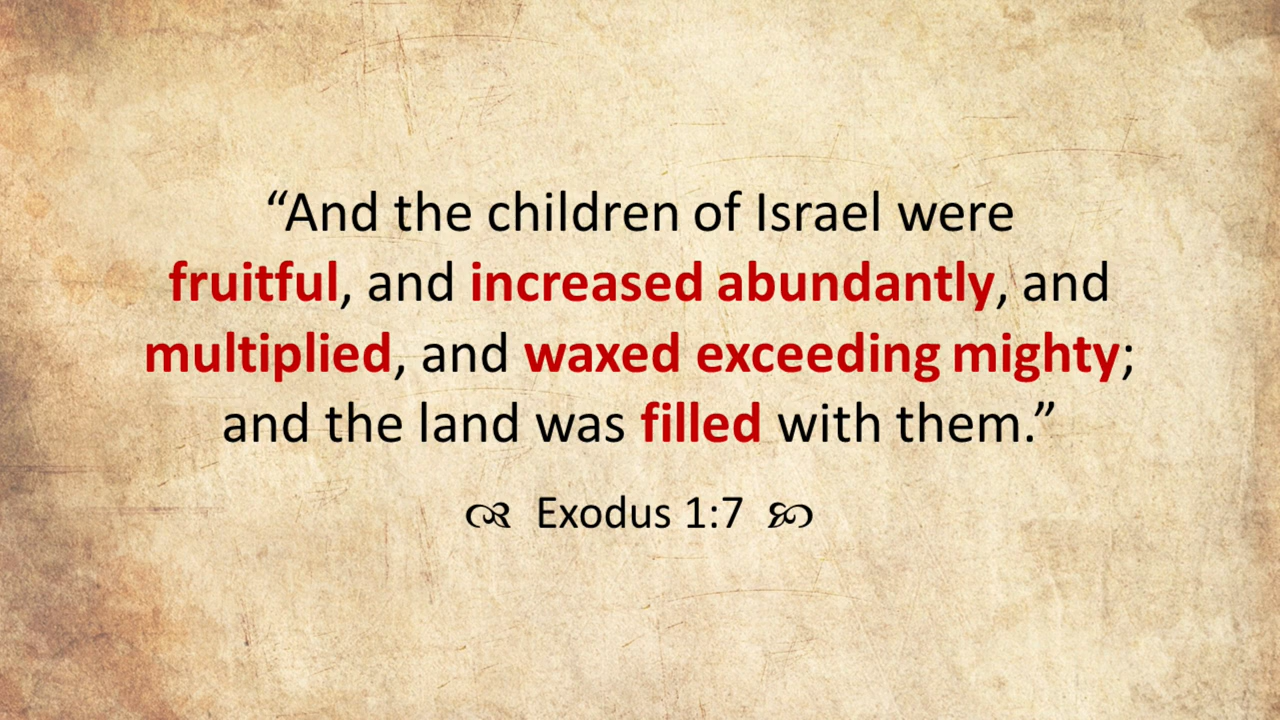 “And the children of Israel were
fruitful, and increased abundantly, and
multiplied, and waxed exceeding mighty;
and the land was filled with them.”
Exodus 1:7